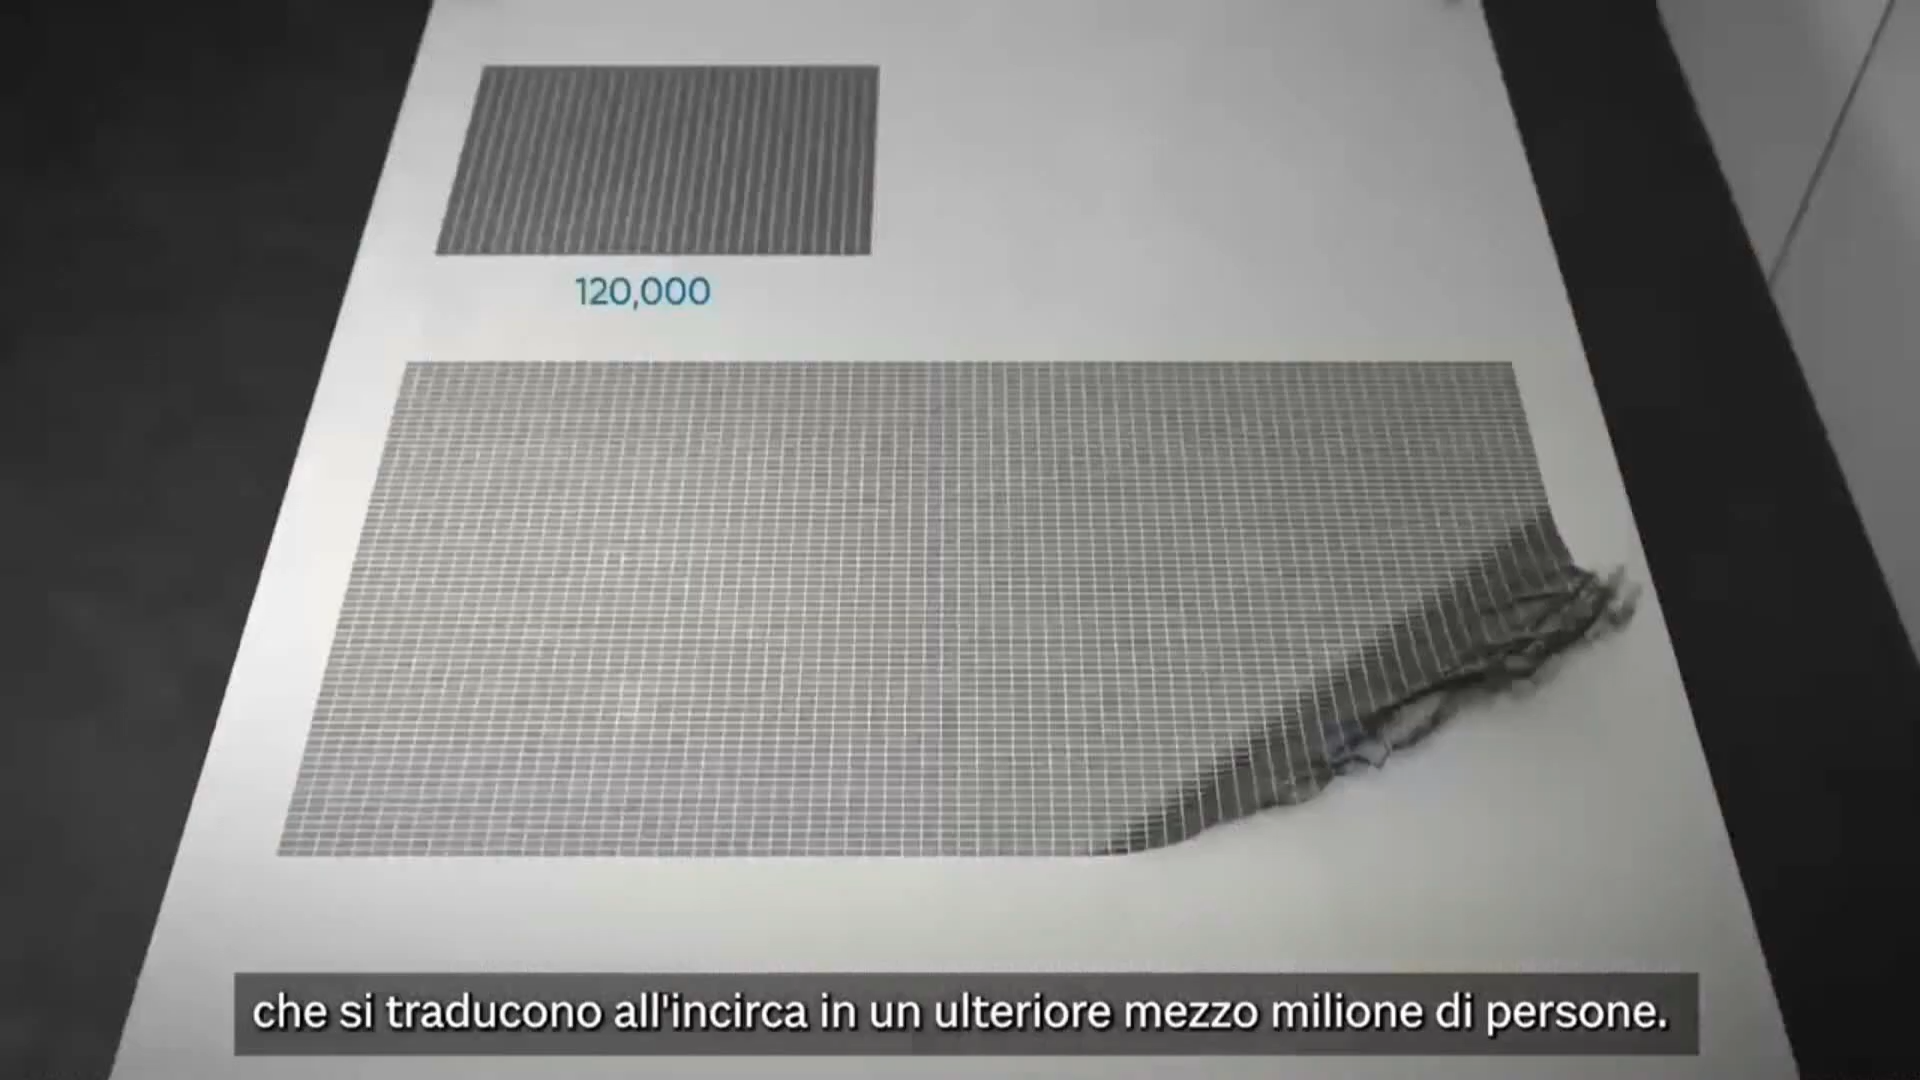 120,000
che si traducono all'incirca in un ulteriore mezzo milione di persone.